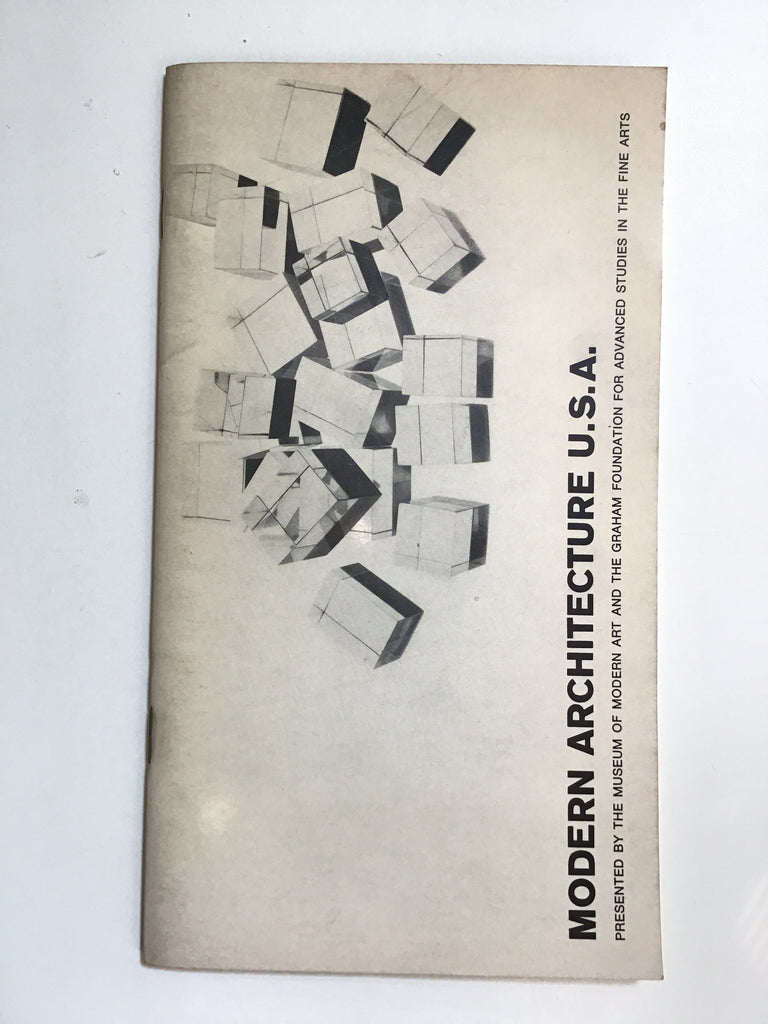 MODERN ARCHITECTURE U.S.A.
PRESENTED BY THE MUSEUM OF MODERN ART AND THE GRAHAM FOUNDATION FOR ADVANCED STUDIES IN THE FINE ARTS